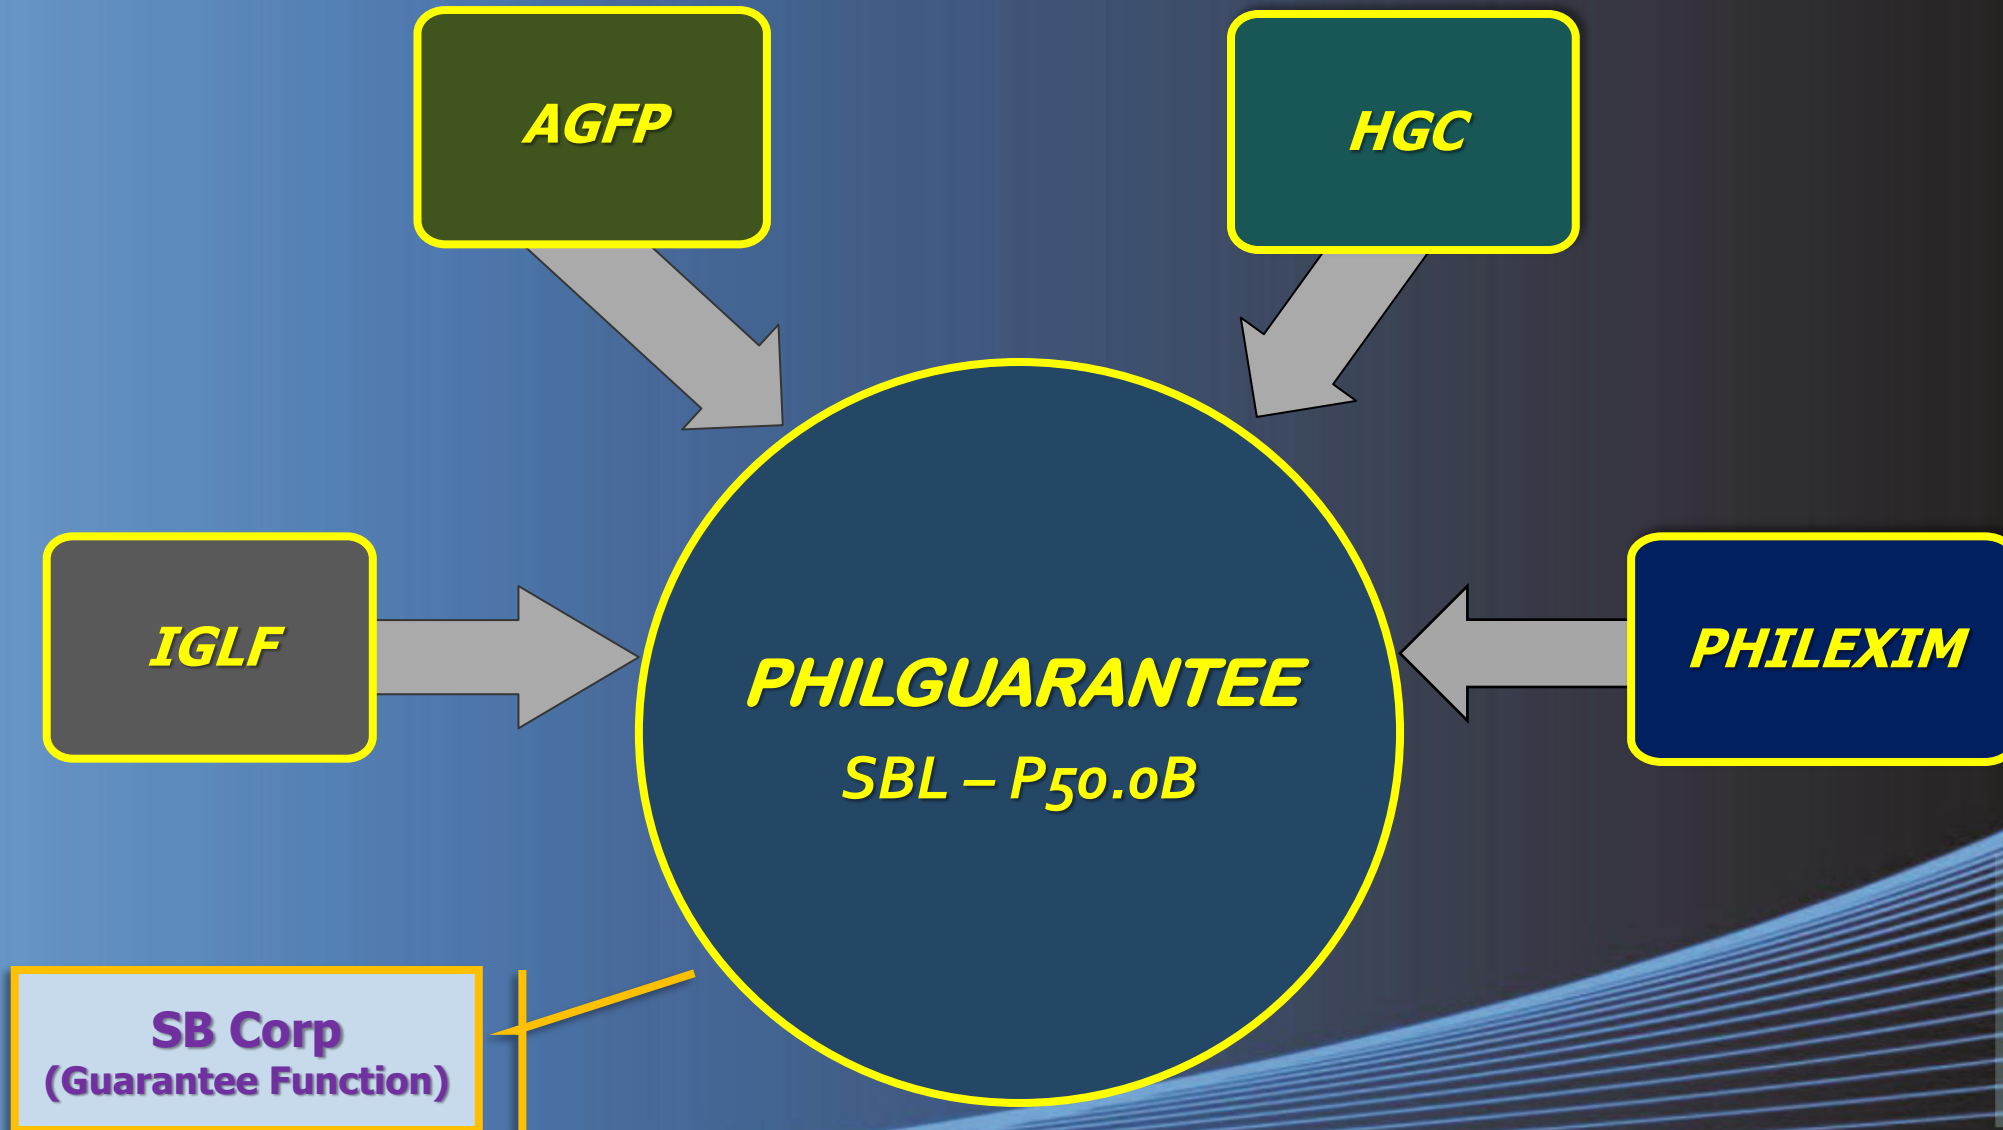 AGFP
HGC
IGLF
PHILEXIM
PHILGUARANTEE
SBL – P50.0B
SB Corp
(Guarantee Function)